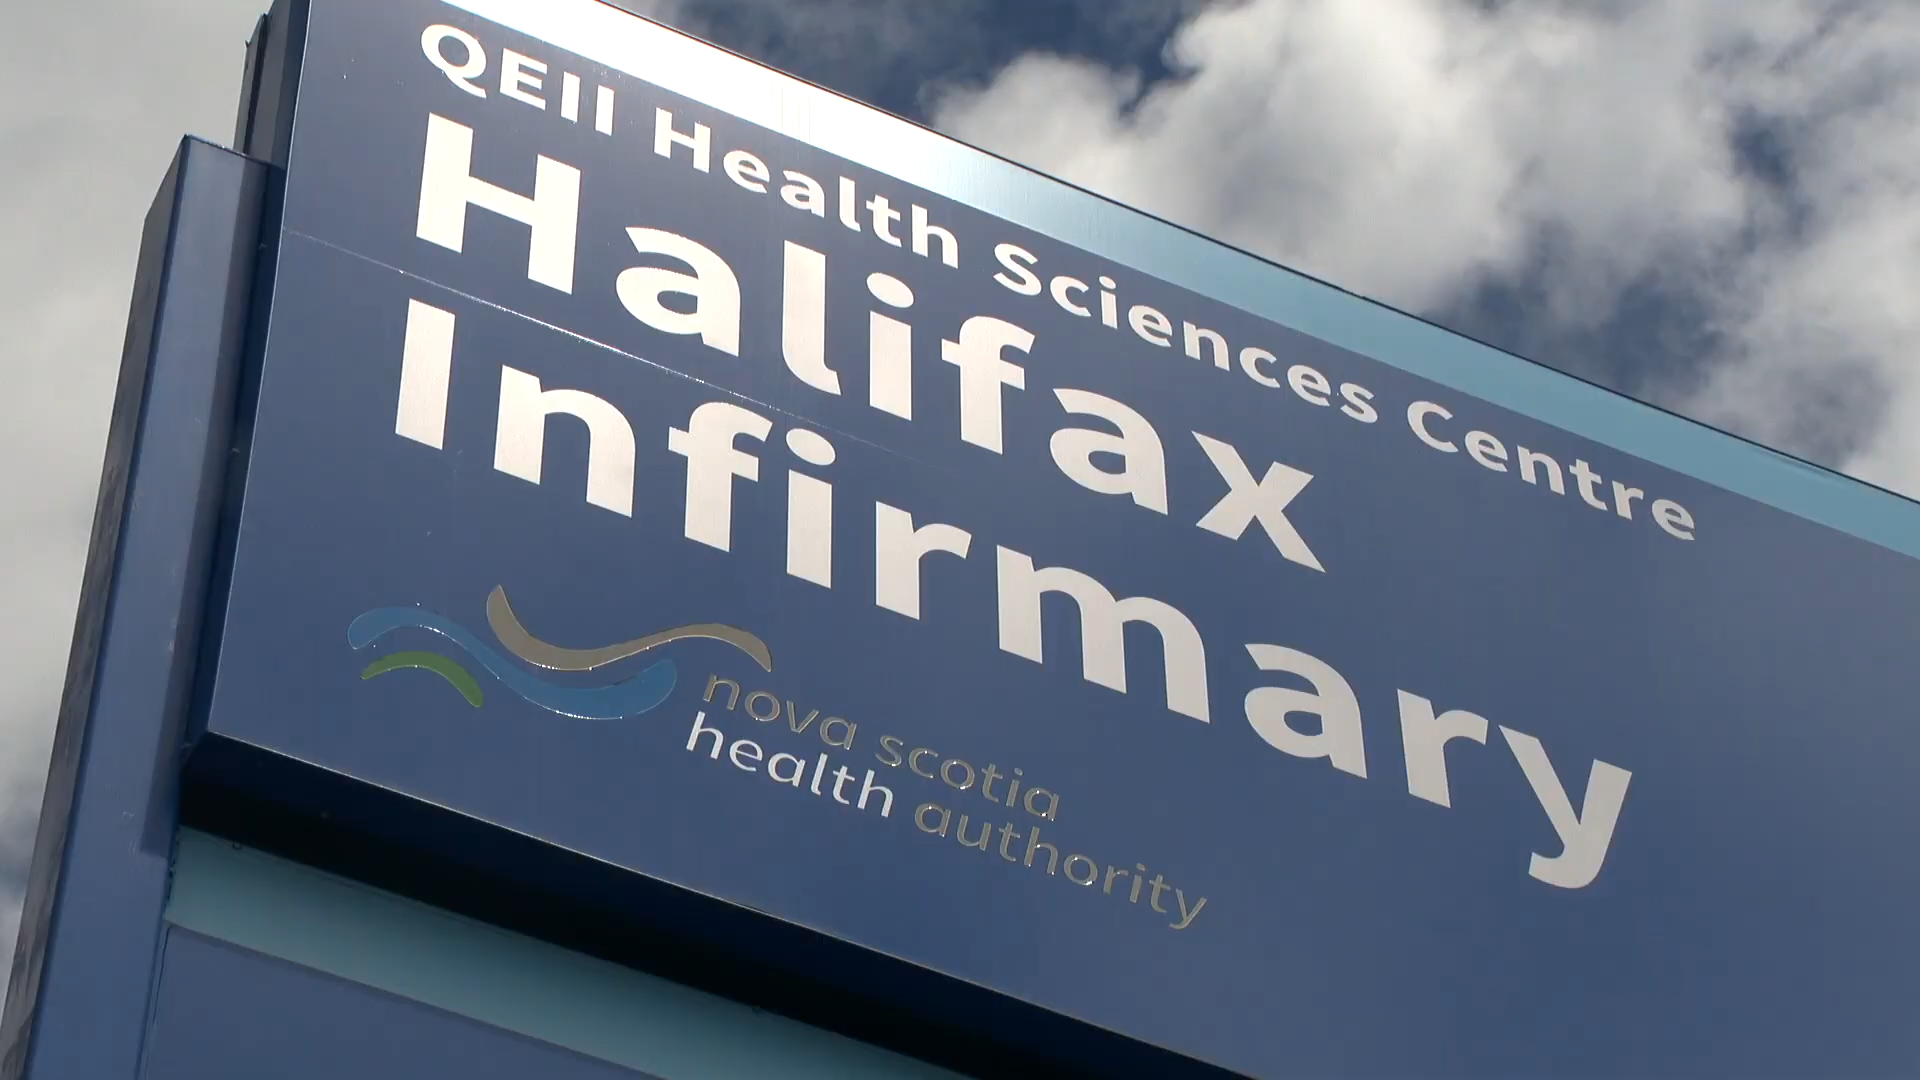 QEII Health Sciences Centre
Halifax
Infirmary
nova scotia
health authority